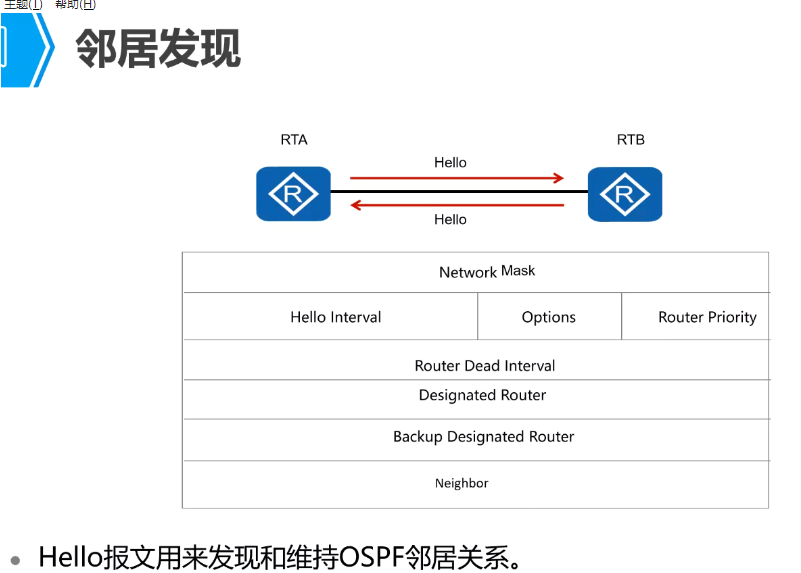 主题(I) 帮助(H)
邻居发现
RTA RTB
Hello
R R
Hello
Network Mask
Hello Interval Options Router Priority
Router Dead Interval
Designated Router
Backup Designated Router
Neighbor
Hello报文用来发现和维持OSPF邻居关系。